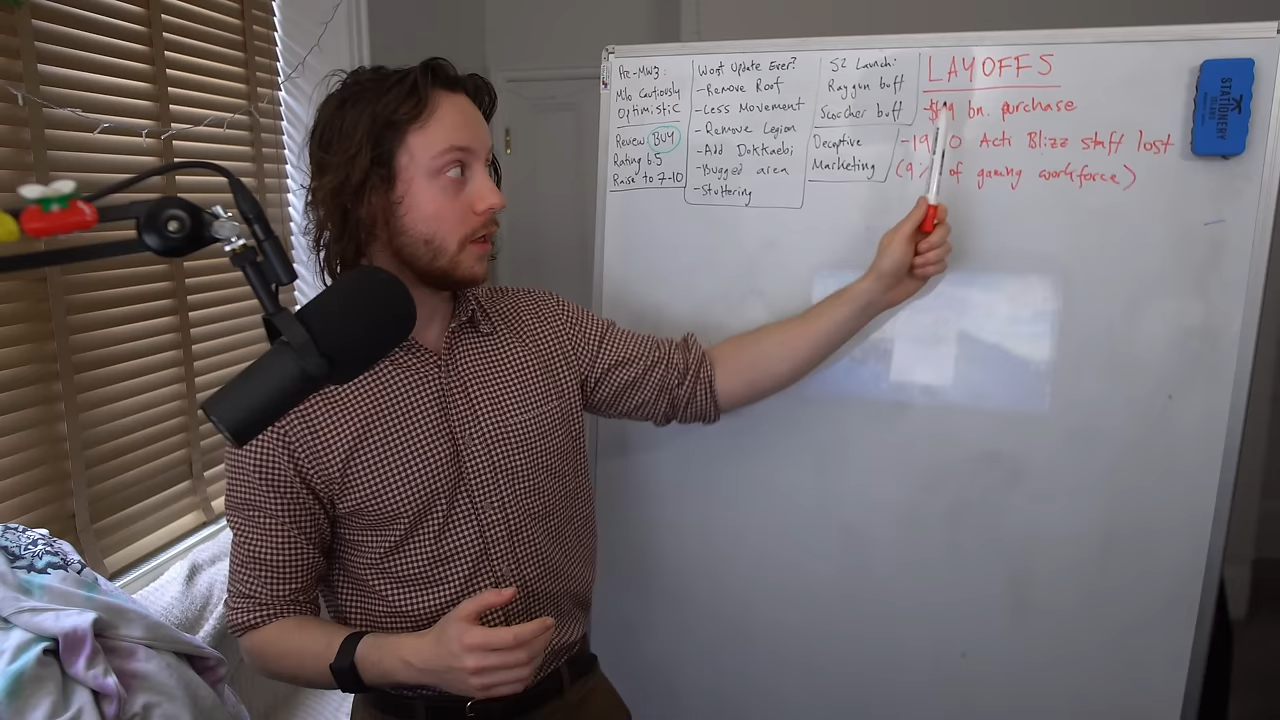 Pre-MW3:
Milo Cautiously
Optimistic
Review: BUY
Rating 6.5
Raise to 7-10
Worst Update Ever?
- Remove Roof
- Less Movement
- Remove Legion
- Add Dokkaebi
- Bugged area
- Stuttering
S2 Launch:
Raygun buff
Scorcher buff
Deceptive
Marketing
LAYOFFS
bn. purchase
Acti Blizz staff lost
of gaming workforce)
STATIONERY
ISLAND